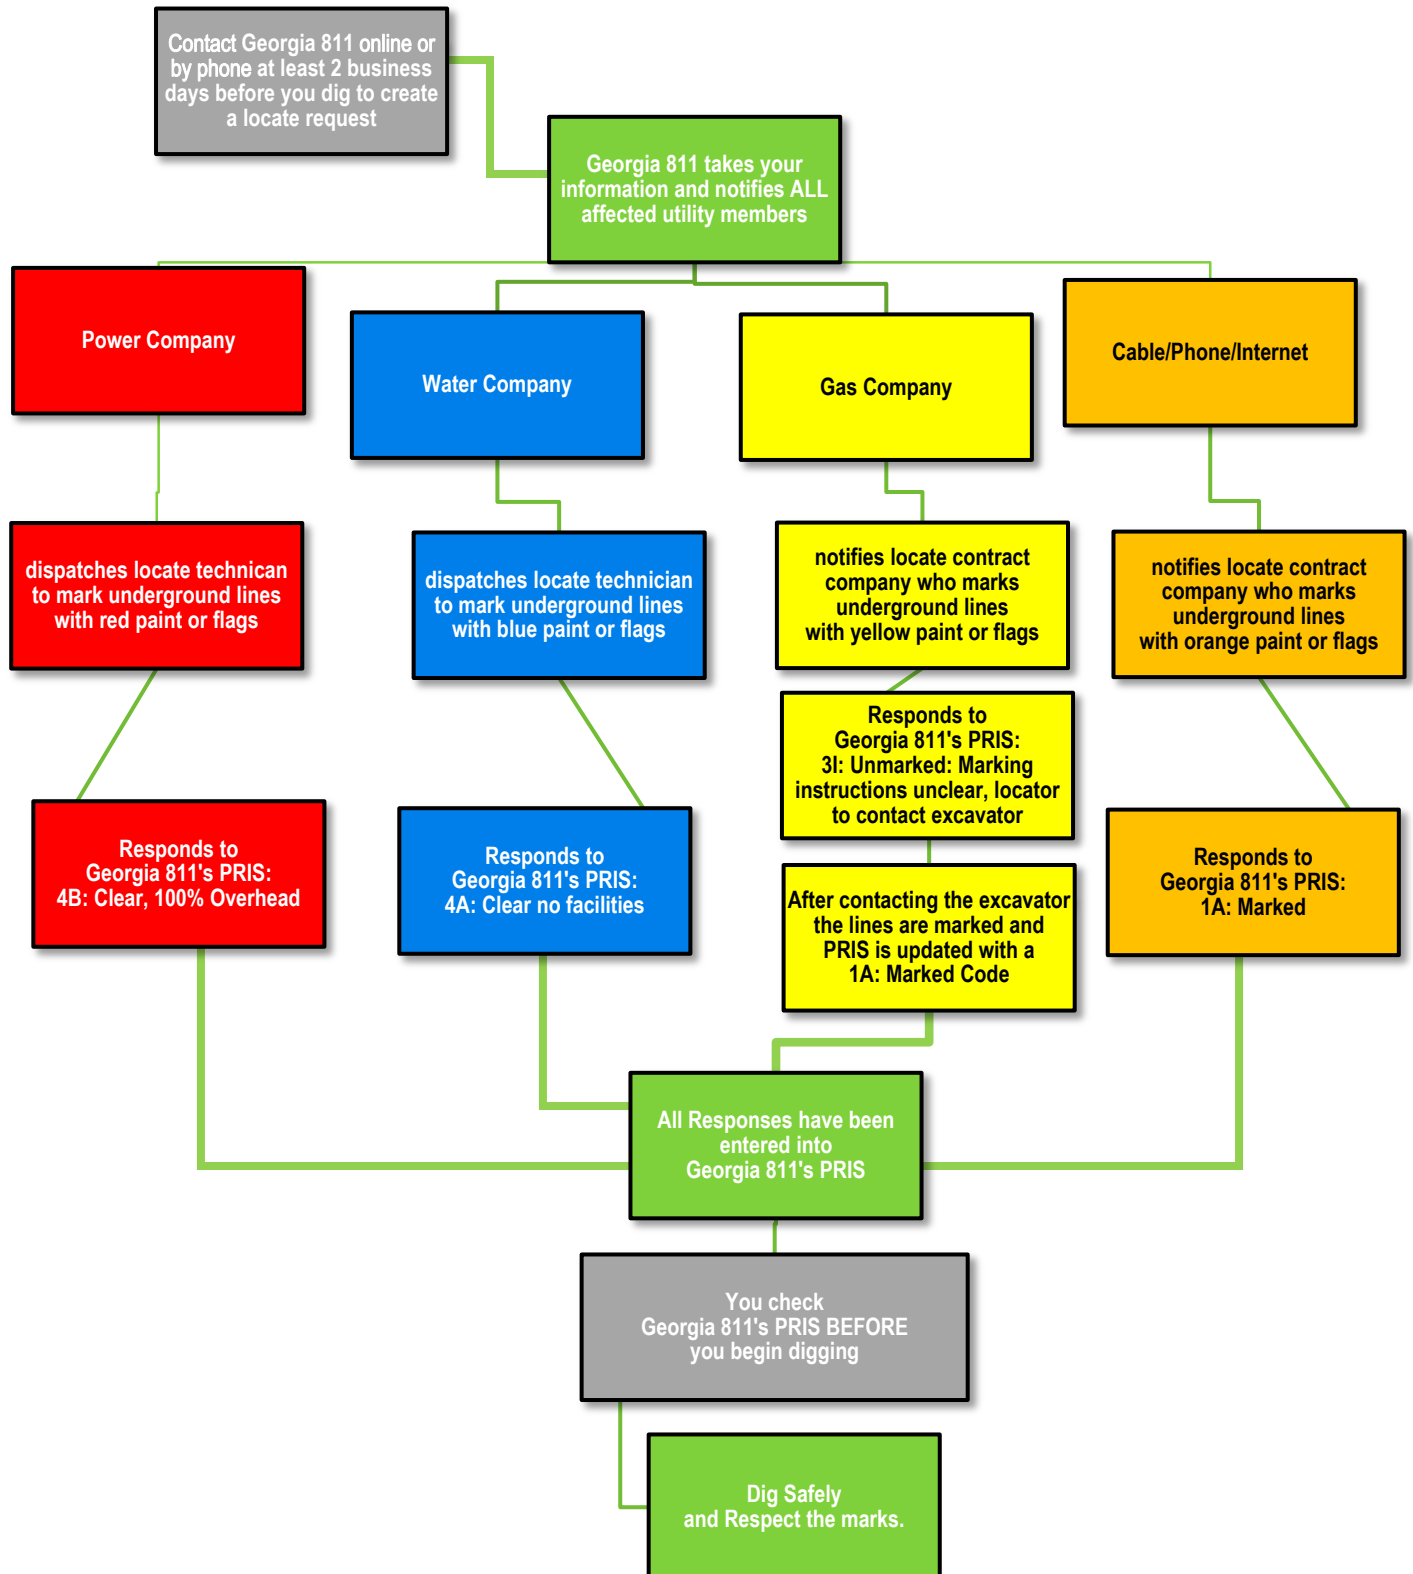 Contact Georgia 811 online or
by phone at least 2 business
days before you dig to create
a locate request
Georgia 811 takes your
information and notifies ALL
affected utility members
Power Company
Water Company
Gas Company
Cable/Phone/Internet
dispatches locate technican
to mark underground lines
with red paint or flags
dispatches locate technician
to mark underground lines
with blue paint or flags
notifies locate contract
company who marks
underground lines
with yellow paint or flags
notifies locate contract
company who marks
underground lines
with orange paint or flags
Responds to
Georgia 811's PRIS:
4B: Clear, 100% Overhead
Responds to
Georgia 811's PRIS:
4A: Clear no facilities
Responds to
Georgia 811's PRIS:
3I: Unmarked: Marking
instructions unclear, locator
to contact excavator
After contacting the excavator
the lines are marked and
PRIS is updated with a
1A: Marked Code
Responds to
Georgia 811's PRIS:
1A: Marked
All Responses have been
entered into
Georgia 811's PRIS
You check
Georgia 811's PRIS BEFORE
you begin digging
Dig Safely
and Respect the marks.